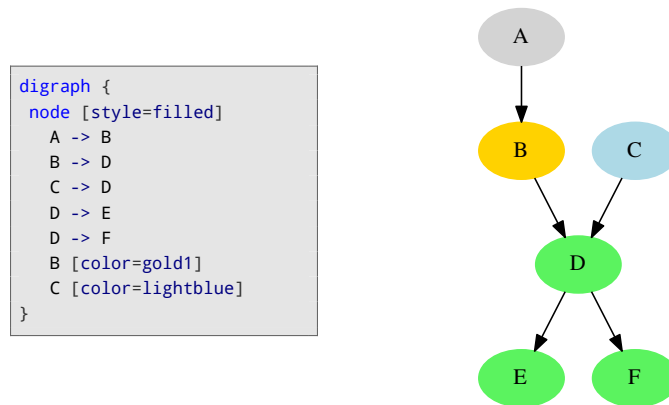 digraph {
 node [style=filled]
   A -> B
   B -> D
   C -> D
   D -> E
   D -> F
   B [color=gold1]
   C [color=lightblue]
}
A
B C
D
E F